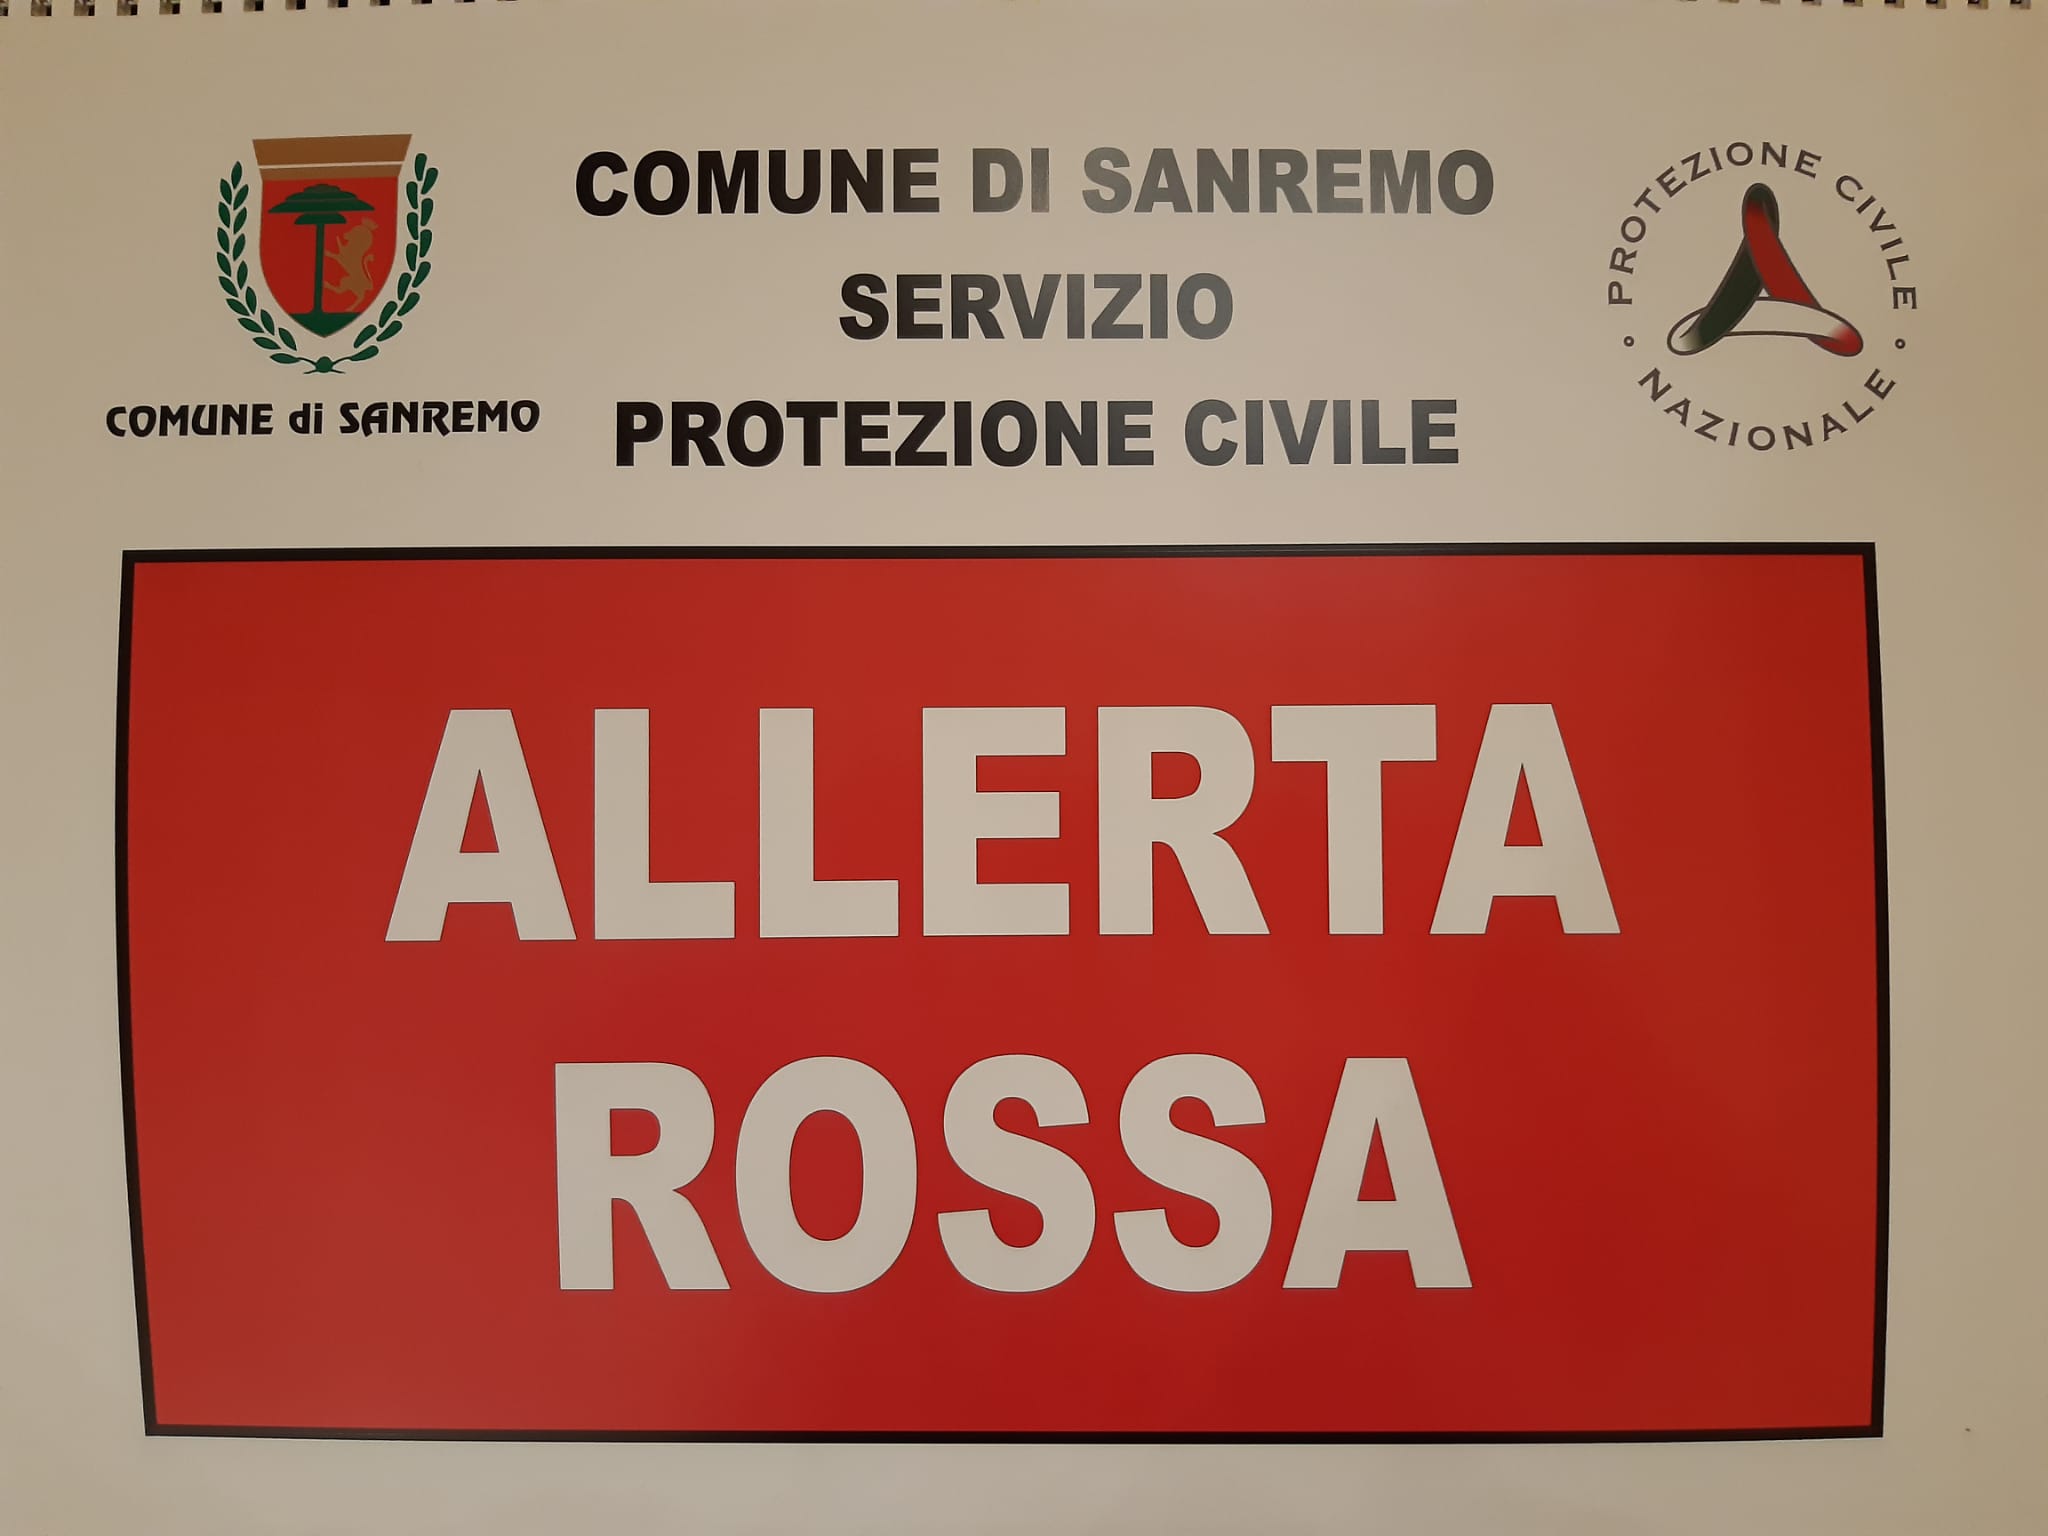 COMUNE DI SANREMO
SERVIZIO
PROTEZIONE CIVILE
COMUNE di SANREMO
PROTEZIONE CIVILE
NAZIONALE
ALLERTA
ROSSA